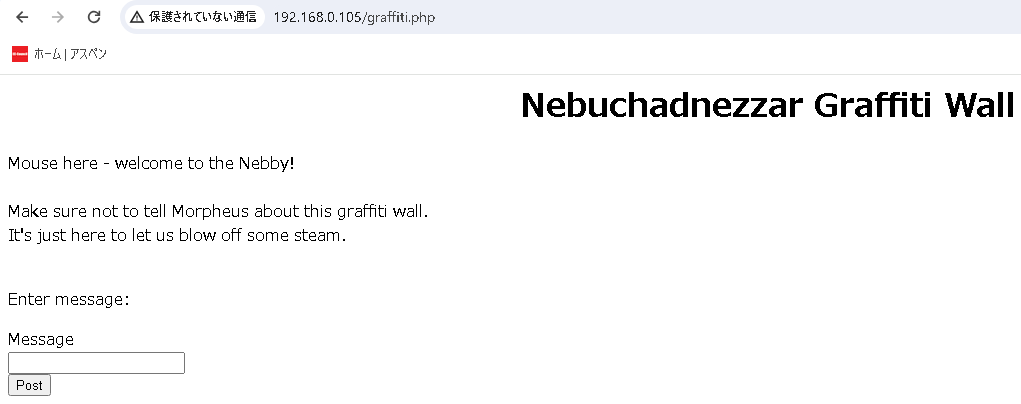 保護されていない通信 192.168.0.105/graffiti.php
ホーム | アスペン
Nebuchadnezzar Graffiti Wall
Mouse here - welcome to the Nebby!
Make sure not to tell Morpheus about this graffiti wall.
It's just here to let us blow off some steam.
Enter message:
Message
Post